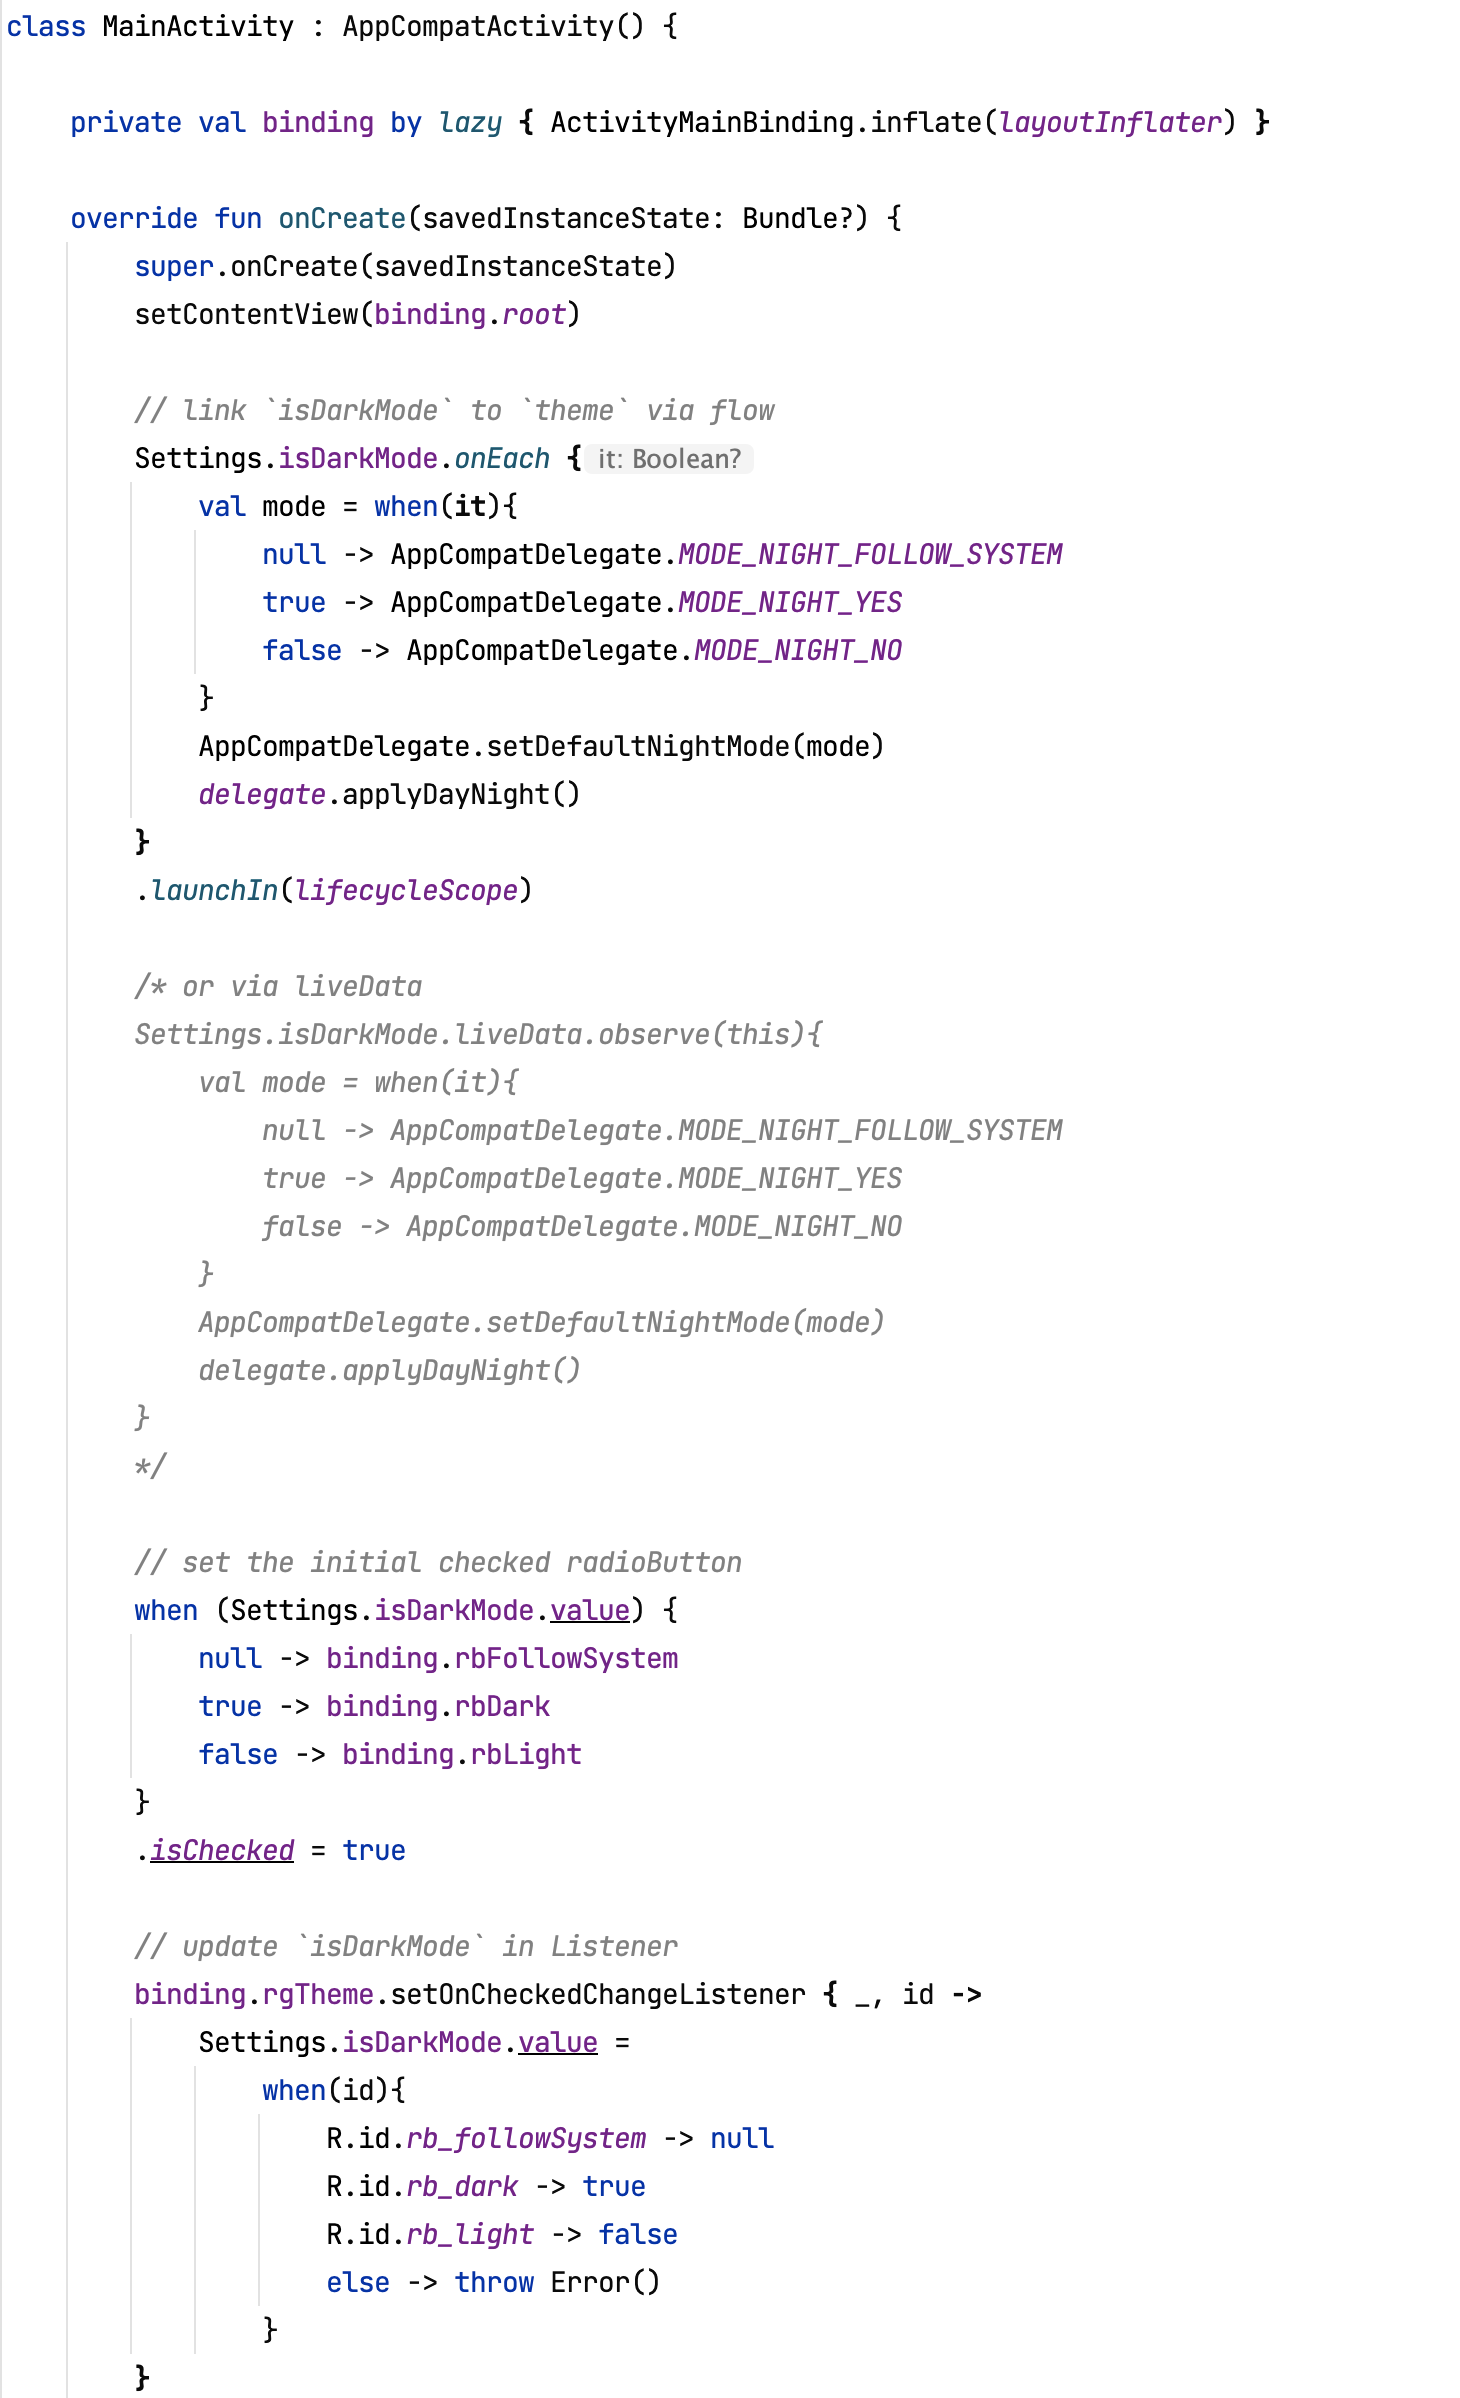 class MainActivity : AppCompatActivity() {
private val binding by lazy { ActivityMainBinding.inflate(layoutInflater) }
override fun onCreate(savedInstanceState: Bundle?) {
super.onCreate(savedInstanceState)
setContentView(binding.root)
// link `isDarkMode` to `theme` via flow
Settings.isDarkMode.onEach { it: Boolean?
val mode = when(it){
null -> AppCompatDelegate.MODE_NIGHT_FOLLOW_SYSTEM
true -> AppCompatDelegate.MODE_NIGHT_YES
false -> AppCompatDelegate.MODE_NIGHT_NO
}
AppCompatDelegate.setDefaultNightMode(mode)
delegate.applyDayNight()
}
.launchIn(lifecycleScope)
/* or via liveData
Settings.isDarkMode.liveData.observe(this){
val mode = when(it){
null -> AppCompatDelegate.MODE_NIGHT_FOLLOW_SYSTEM
true -> AppCompatDelegate.MODE_NIGHT_YES
false -> AppCompatDelegate.MODE_NIGHT_NO
}
AppCompatDelegate.setDefaultNightMode(mode)
delegate.applyDayNight()
}
*/
// set the initial checked radioButton
when (Settings.isDarkMode.value) {
null -> binding.rbFollowSystem
true -> binding.rbDark
false -> binding.rbLight
}
.isChecked = true
// update `isDarkMode` in Listener
binding.rgTheme.setOnCheckedChangeListener { _, id ->
Settings.isDarkMode.value =
when(id){
R.id.rb_followSystem -> null
R.id.rb_dark -> true
R.id.rb_light -> false
else -> throw Error()
}
}